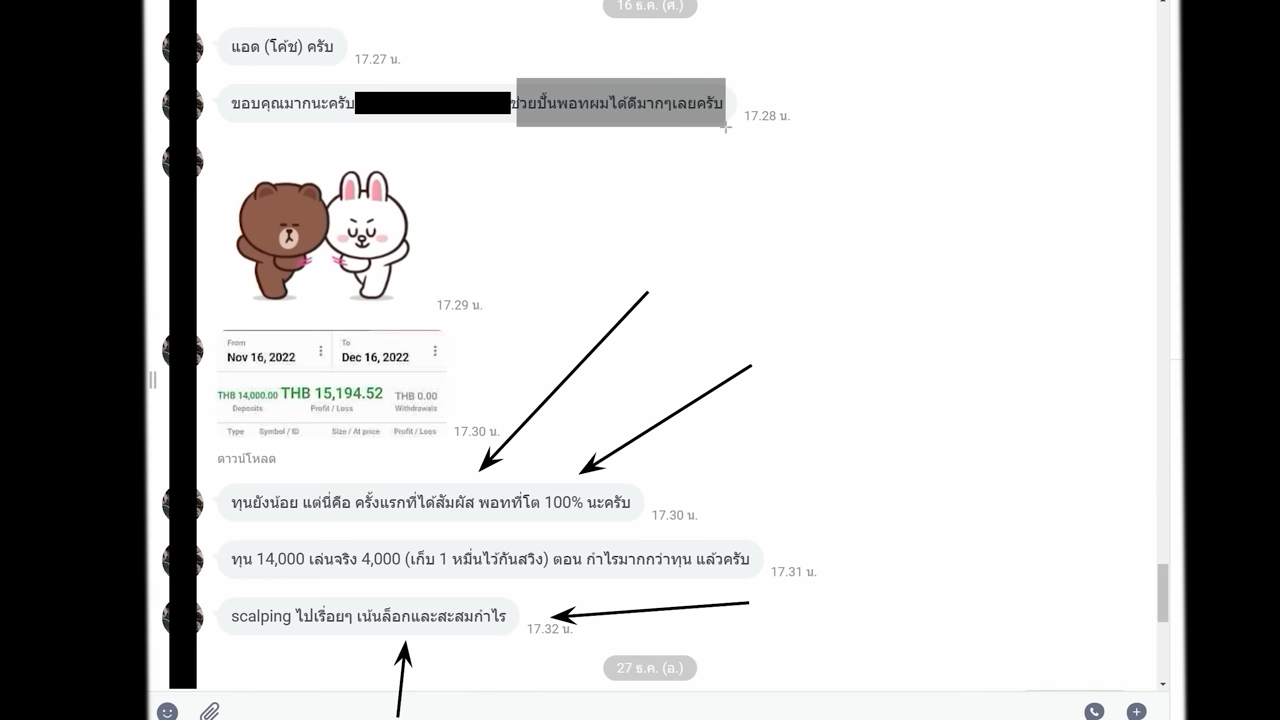 16 ธ.ค. (ศ.)
แอด (โค้ช) ครับ
17.27 น.
ขอบคุณมากนะครับ ช่วยปั้นพอทผมได้ดีมากๆเลยครับ
17.28 น.
17.29 น.
From
To
Nov 16, 2022
Dec 16, 2022
THB 14,000.00 THB 15,194.52 THB 0.00
Deposits Profit / Loss Withdrawals
Type Symbol / ID Size / At price Profit / Loss
17.30 น.
ดาวน์โหลด
ทุนยังน้อย แต่นี่คือ ครั้งแรกที่ได้สัมผัส พอทที่โต 100% นะครับ
17.30 น.
ทุน 14,000 เล่นจริง 4,000 (เก็บ 1 หมื่นไว้กันสวิง) ตอน กำไรมากกว่าทุน แล้วครับ
17.31 น.
scalping ไปเรื่อยๆ เน้นล็อกและสะสมกำไร
17.32 น.
27 ธ.ค. (อ.)